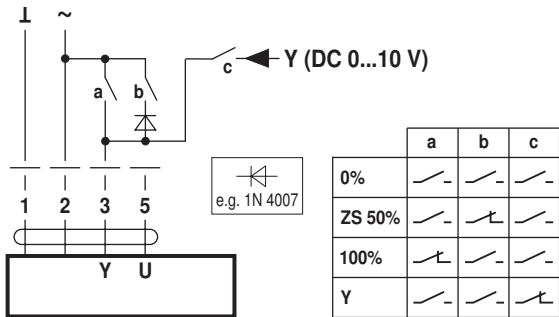 ⊥ ~
a b c Y (DC 0...10 V)
1 2 3 5
Y U
e.g. 1N 4007
a b c
0%
ZS 50%
100%
Y